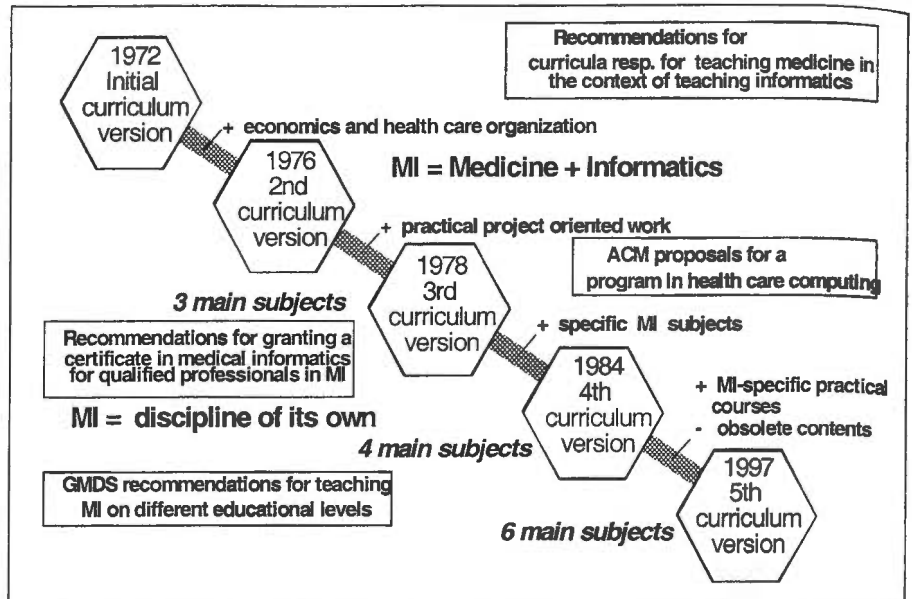 1972
Initial
curriculum
version
Recommendations for
curricula resp. for teaching medicine in
the context of teaching informatics
+ economics and health care organization
1976
2nd
curriculum
version
MI = Medicine + Informatics
+ practical project oriented work
1978
3rd
curriculum
version
ACM proposals for a
program in health care computing
3 main subjects
+ specific MI subjects
Recommendations for granting a
certificate in medical informatics
for qualified professionals in MI
1984
4th
curriculum
version
MI = discipline of its own
+ MI-specific practical
courses
- obsolete contents
4 main subjects
GMDS recommendations for teaching
MI on different educational levels
1997
5th
curriculum
version
6 main subjects